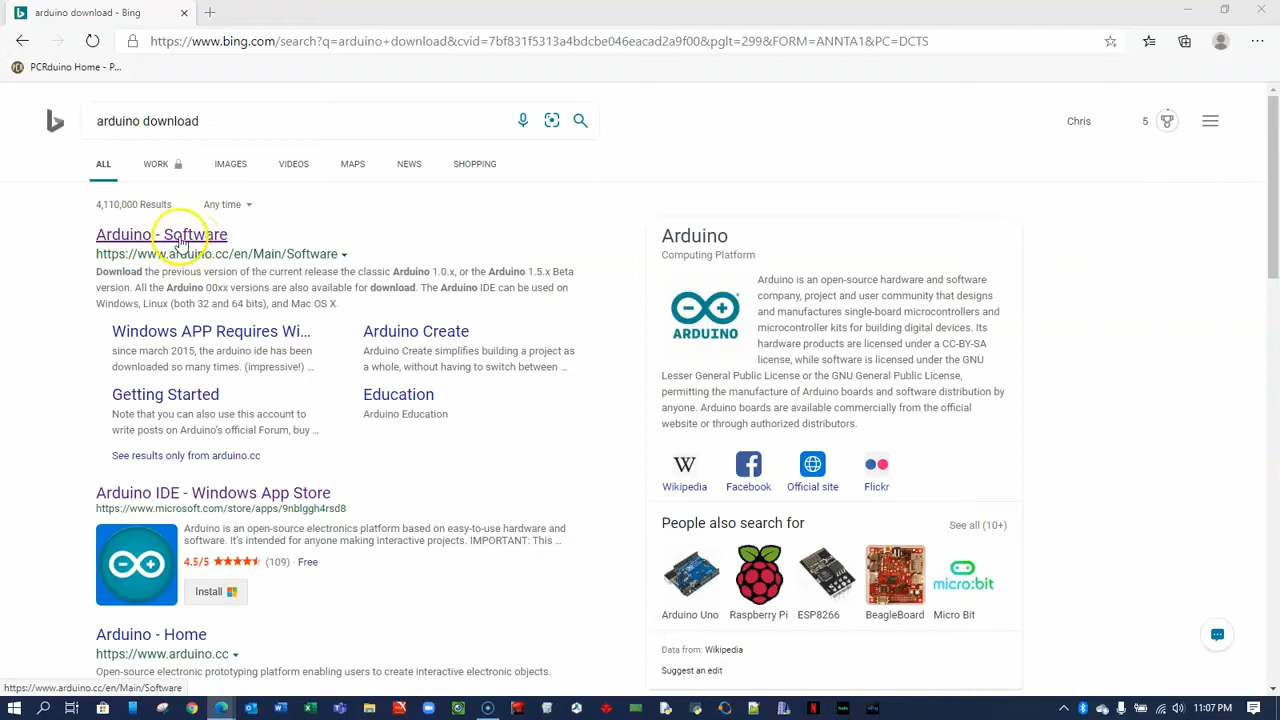 arduino download - Bing
https://www.bing.com/search?q=arduino+download&cvid=7bf831f5313a4bdcbe046eacad2a9f00&pglt=299&FORM=ANNTA1&PC=DCTS
PCRduino Home - P...
arduino download
Chris
5
ALL
WORK
IMAGES
VIDEOS
MAPS
NEWS
SHOPPING
4,110,000 Results
Any time
Arduino - Software
https://www.arduino.cc/en/Main/Software
Download the previous version of the current release the classic Arduino 1.0.x, or the Arduino 1.5.x Beta
version. All the Arduino 00xx versions are also available for download. The Arduino IDE can be used on
Windows, Linux (both 32 and 64 bits), and Mac OS X.
Windows APP Requires Wi...
since march 2015, the arduino ide has been
downloaded so many times. (impressive!) ...
Arduino Create
Arduino Create simplifies building a project as
a whole, without having to switch between ...
Getting Started
Note that you can also use this account to
write posts on Arduino's official Forum, buy ...
Education
Arduino Education
See results only from arduino.cc
Arduino IDE - Windows App Store
https://www.microsoft.com/store/apps/9nblggh4rsd8
Arduino is an open-source electronics platform based on easy-to-use hardware and
software. It's intended for anyone making interactive projects. IMPORTANT: This ...
4.5/5
(109) · Free
Install
Arduino - Home
https://www.arduino.cc
Open-source electronic prototyping platform enabling users to create interactive electronic objects.
https://www.arduino.cc/en/Main/Software
Arduino
Computing Platform
ARDUINO
Arduino is an open-source hardware and software
company, project and user community that designs
and manufactures single-board microcontrollers and
microcontroller kits for building digital devices. Its
hardware products are licensed under a CC-BY-SA
license, while software is licensed under the GNU
Lesser General Public License or the GNU General Public License,
permitting the manufacture of Arduino boards and software distribution by
anyone. Arduino boards are available commercially from the official
website or through authorized distributors.
W
Wikipedia
Facebook
Official site
Flickr
People also search for
See all (10+)
micro:bit
Arduino Uno
Raspberry Pi
ESP8266
BeagleBoard
Micro Bit
Data from: Wikipedia
Suggest an edit
11:07 PM